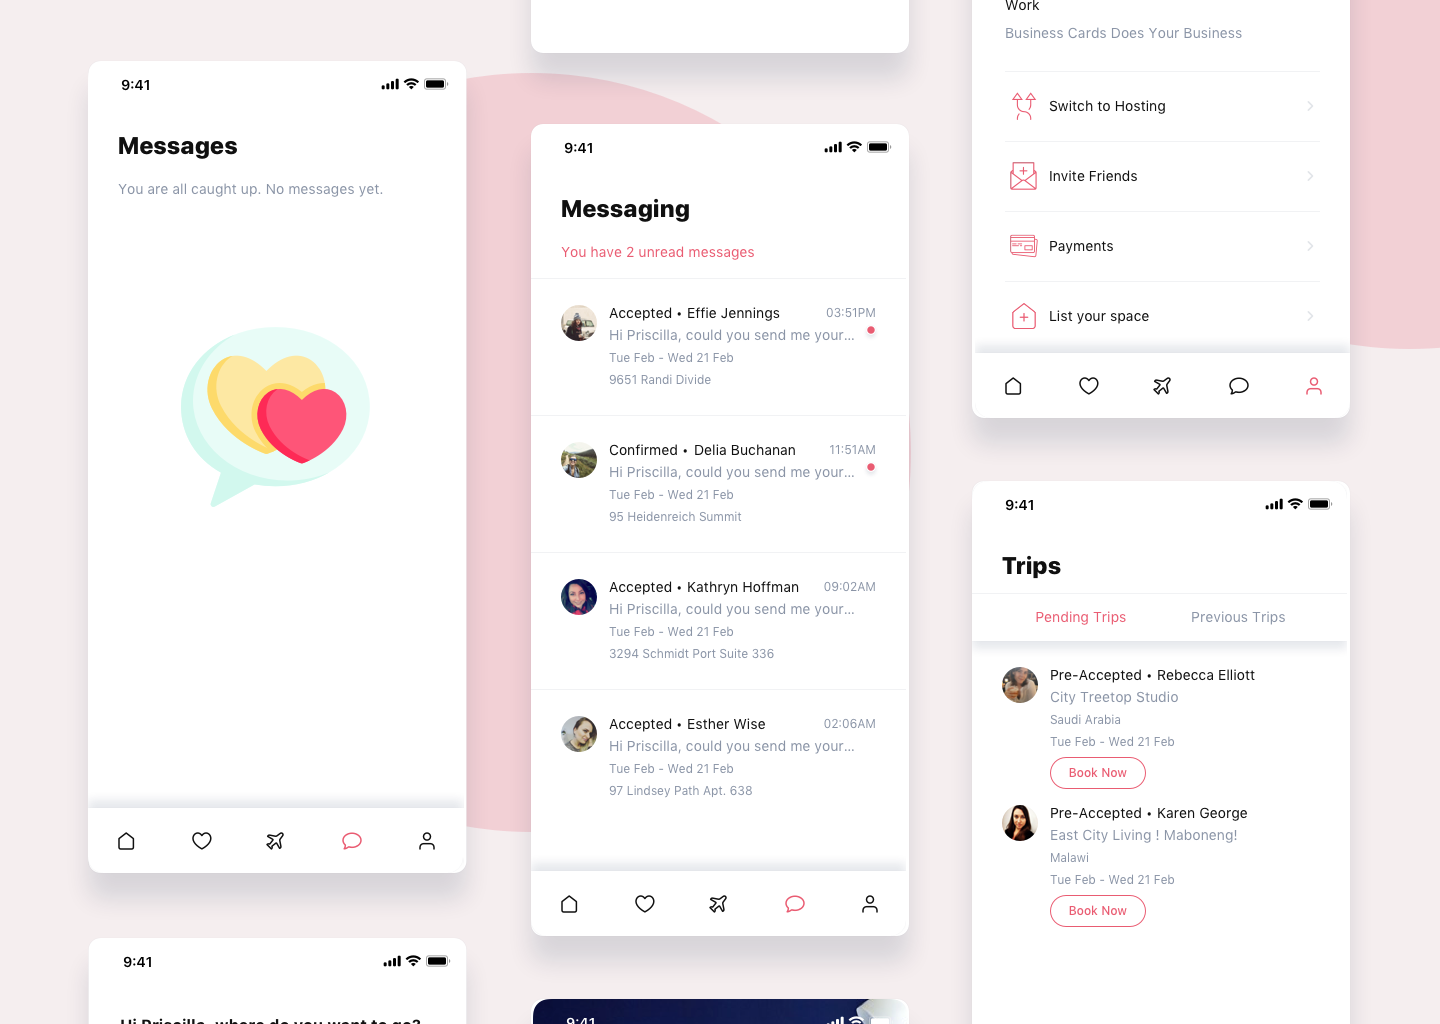 9:41
Messages
You are all caught up. No messages yet.
9:41
Hi Priscilla, where do you want to go?
9:41
Messaging
You have 2 unread messages
Accepted • Effie Jennings 03:51PM
Hi Priscilla, could you send me your...
Tue Feb - Wed 21 Feb
9651 Randi Divide
Confirmed • Delia Buchanan 11:51AM
Hi Priscilla, could you send me your...
Tue Feb - Wed 21 Feb
95 Heidenreich Summit
Accepted • Kathryn Hoffman 09:02AM
Hi Priscilla, could you send me your...
Tue Feb - Wed 21 Feb
3294 Schmidt Port Suite 336
Accepted • Esther Wise 02:06AM
Hi Priscilla, could you send me your...
Tue Feb - Wed 21 Feb
97 Lindsey Path Apt. 638
9:41
Work
Business Cards Does Your Business
Switch to Hosting
Invite Friends
Payments
List your space
9:41
Trips
Pending Trips Previous Trips
Pre-Accepted • Rebecca Elliott
City Treetop Studio
Saudi Arabia
Tue Feb - Wed 21 Feb
Book Now
Pre-Accepted • Karen George
East City Living ! Maboneng!
Malawi
Tue Feb - Wed 21 Feb
Book Now